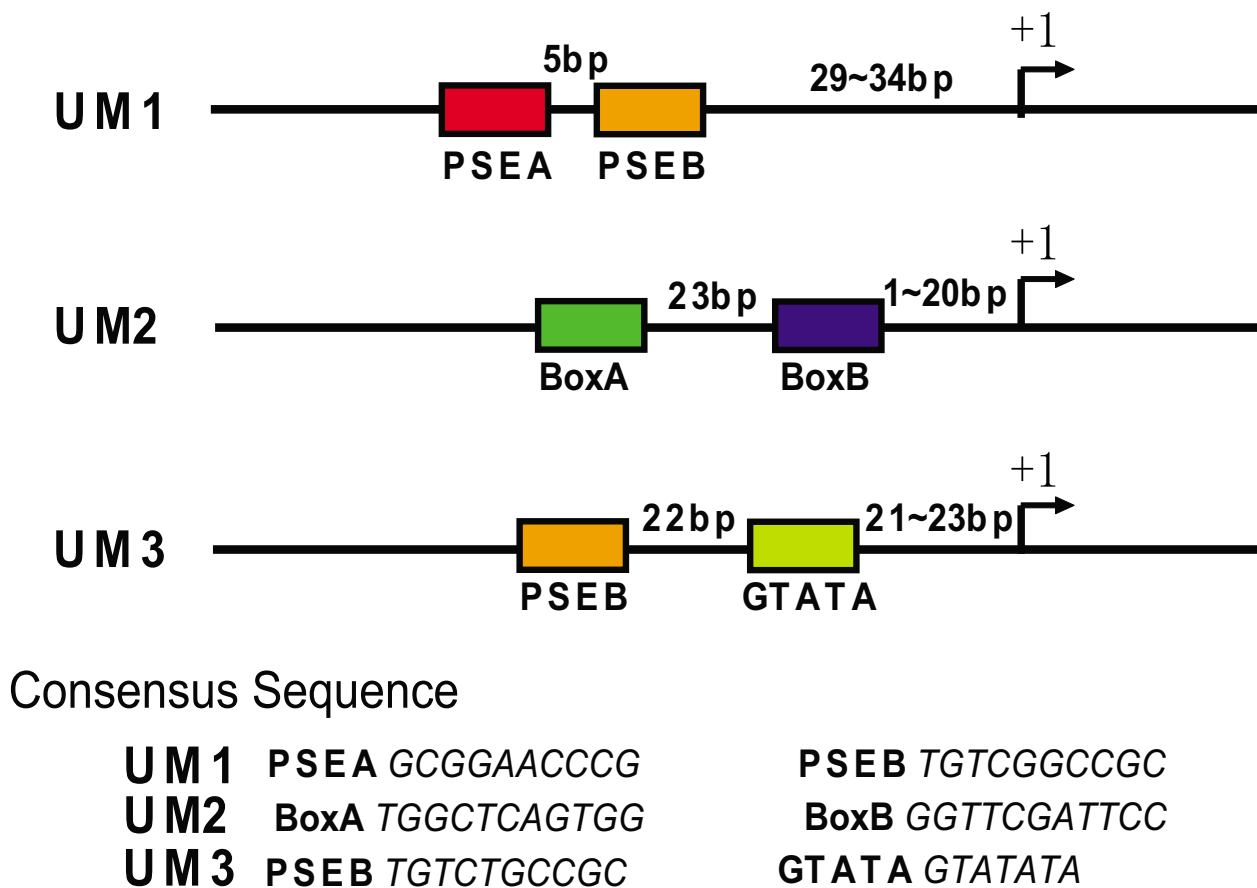 +1
5bp
29~34bp
UM1
PSEA PSEB
+1
23bp
1~20bp
UM2
BoxA BoxB
+1
22bp
21~23bp
UM3
PSEB GTATA
Consensus Sequence
UM1 PSEA GCGGAACCCG PSEB TGTCGGCCGC
UM2 BoxA TGGCTCAGTGG BoxB GGTTCGATTCC
UM3 PSEB TGTCTGCCGC GTATA GTATATA